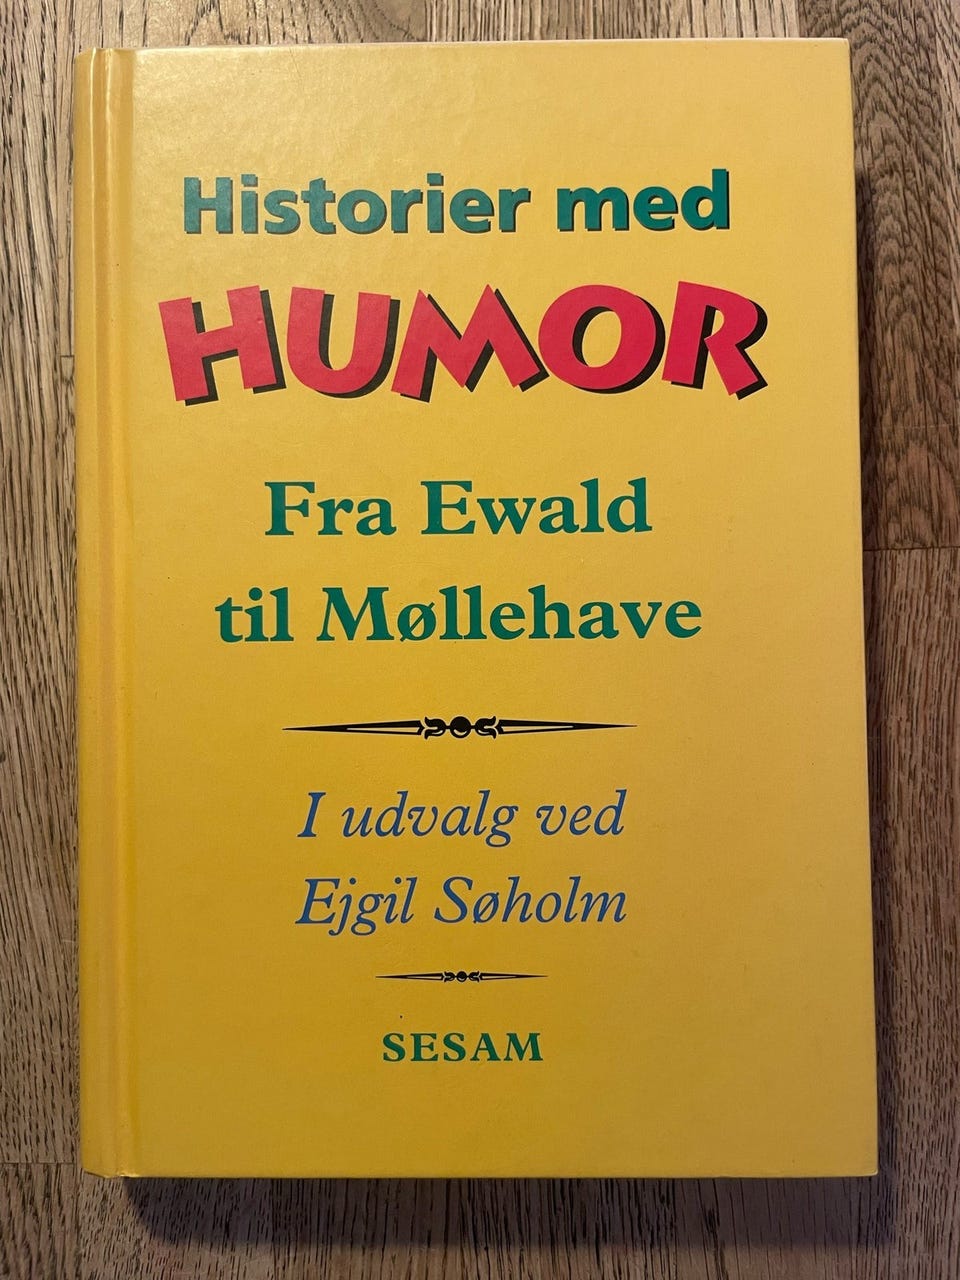 Historier med
HUMOR
Fra Ewald
til Møllehave
I udvalg ved
Ejgil Søholm
SESAM